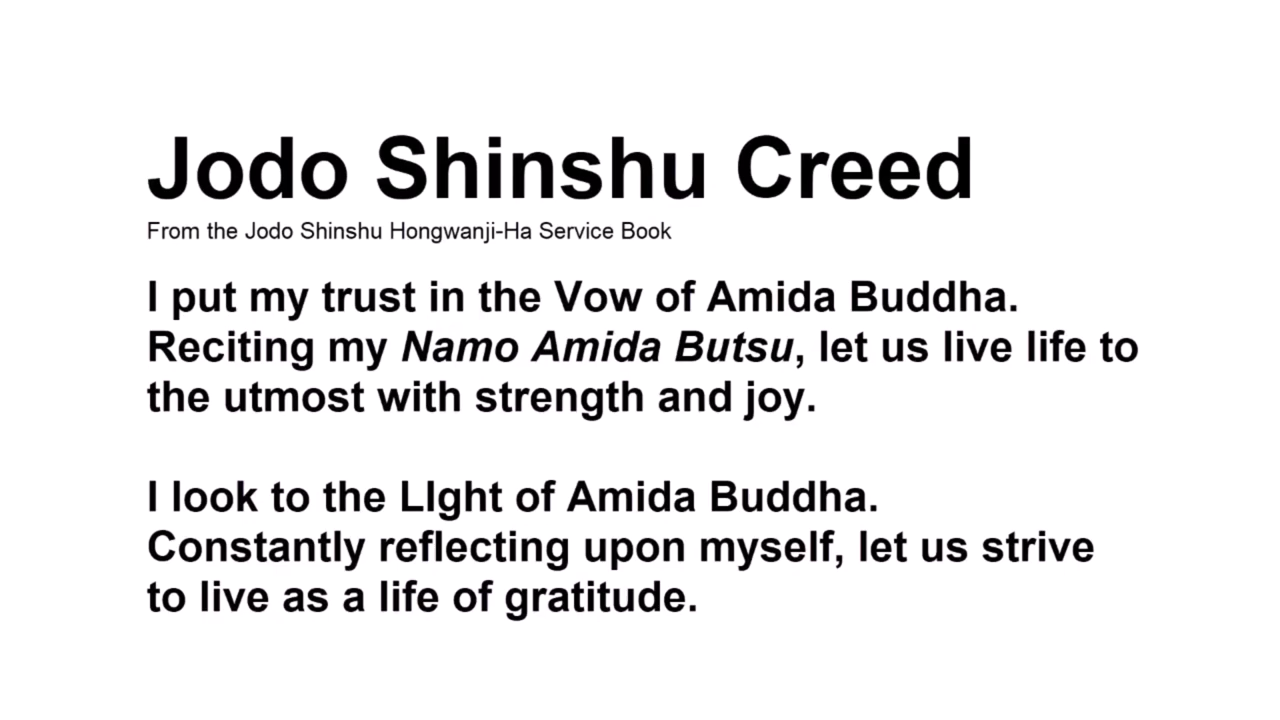 Jodo Shinshu Creed
From the Jodo Shinshu Hongwanji-Ha Service Book
I put my trust in the Vow of Amida Buddha.
Reciting my Namo Amida Butsu, let us live life to
the utmost with strength and joy.
I look to the LIght of Amida Buddha.
Constantly reflecting upon myself, let us strive
to live as a life of gratitude.